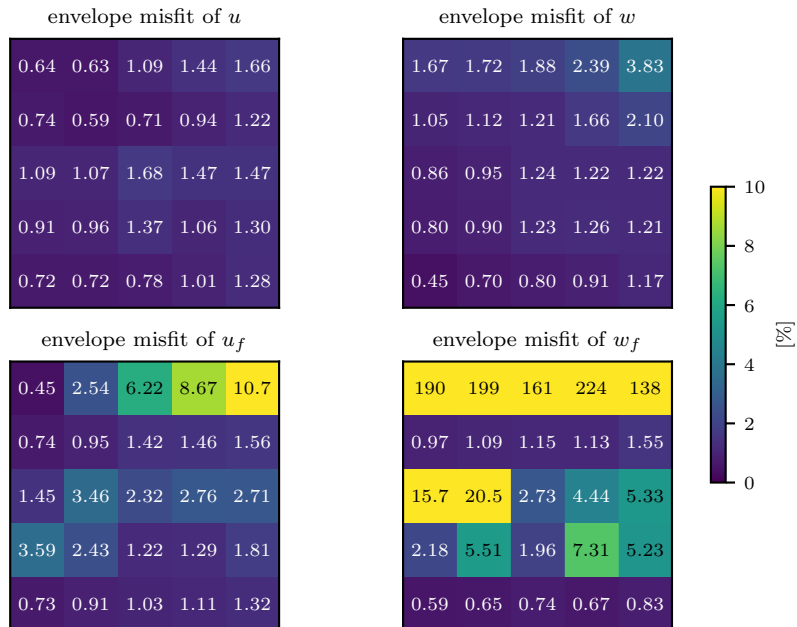 envelope misfit of u
0.64 0.63 1.09 1.44 1.66
0.74 0.59 0.71 0.94 1.22
1.09 1.07 1.68 1.47 1.47
0.91 0.96 1.37 1.06 1.30
0.72 0.72 0.78 1.01 1.28
envelope misfit of w
1.67 1.72 1.88 2.39 3.83
1.05 1.12 1.21 1.66 2.10
0.86 0.95 1.24 1.22 1.22
0.80 0.90 1.23 1.26 1.21
0.45 0.70 0.80 0.91 1.17
envelope misfit of u_f
0.45 2.54 6.22 8.67 10.7
0.74 0.95 1.42 1.46 1.56
1.45 3.46 2.32 2.76 2.71
3.59 2.43 1.22 1.29 1.81
0.73 0.91 1.03 1.11 1.32
envelope misfit of w_f
190 199 161 224 138
0.97 1.09 1.15 1.13 1.55
15.7 20.5 2.73 4.44 5.33
2.18 5.51 1.96 7.31 5.23
0.59 0.65 0.74 0.67 0.83
10
8
6
4
2
0
[%]